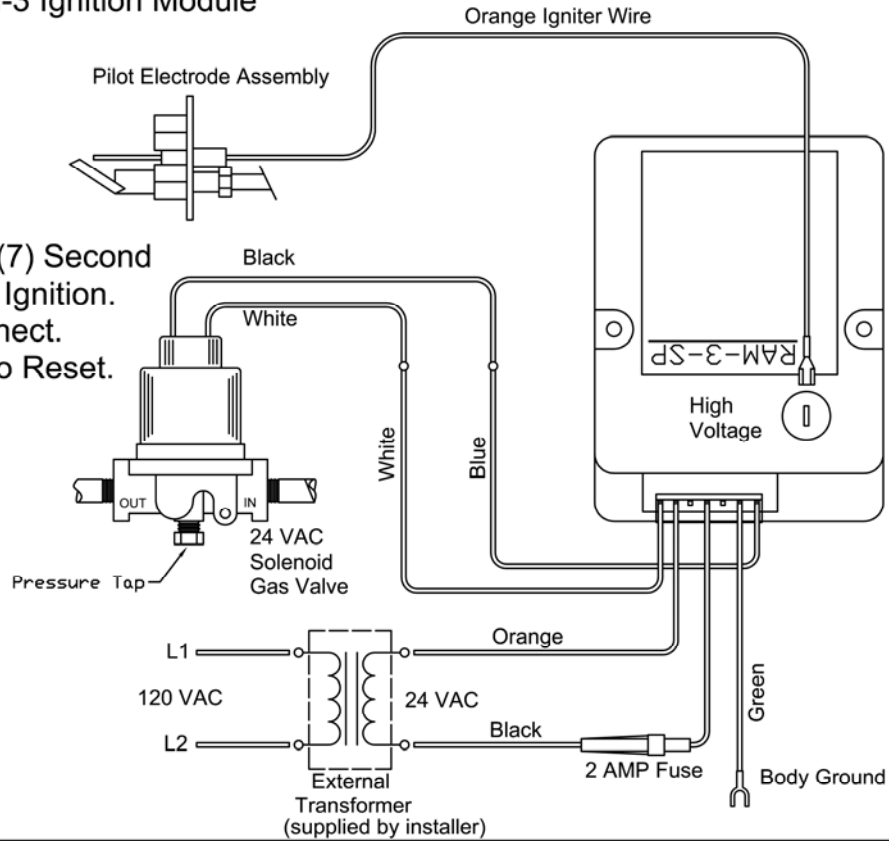 -3 Ignition Module
Orange Igniter Wire
Pilot Electrode Assembly
(7) Second
Ignition.
nect.
o Reset.
Black
White
RAM-3-SP
High
Voltage
White
Blue
OUT
IN
24 VAC
Solenoid
Gas Valve
Pressure Tap
Orange
L1
120 VAC
24 VAC
Green
L2
Black
2 AMP Fuse
Body Ground
External
Transformer
(supplied by installer)